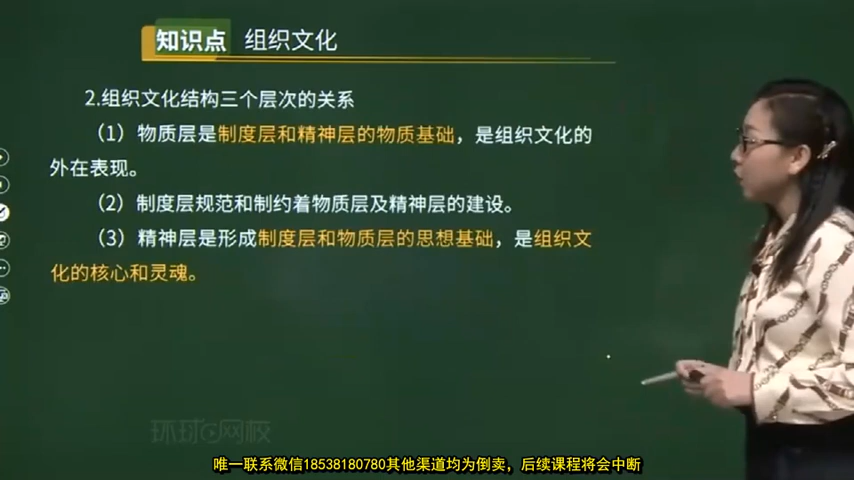 知识点 组织文化
2.组织文化结构三个层次的关系
（1）物质层是制度层和精神层的物质基础，是组织文化的
外在表现。
（2）制度层规范和制约着物质层及精神层的建设。
（3）精神层是形成制度层和物质层的思想基础，是组织文
化的核心和灵魂。
环球网校
唯一联系微信18538180780其他渠道均为倒卖，后续课程将会中断